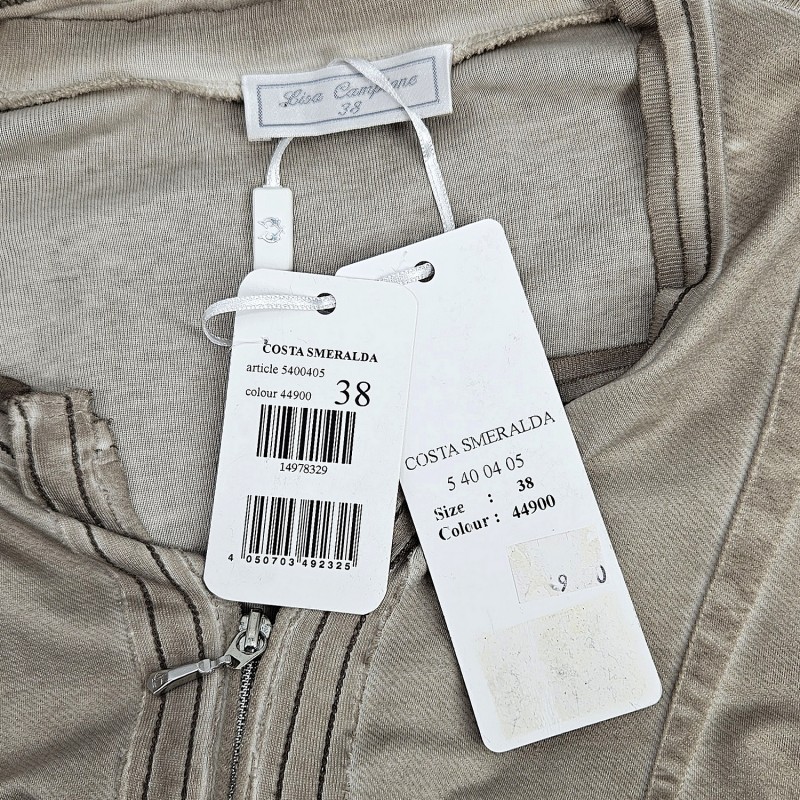 Lisa Campione
38
COSTA SMERALDA
article 5400405
colour 44900 38
14978329
4 050703 492325
COSTA SMERALDA
5 40 04 05
Size : 38
Colour : 44900